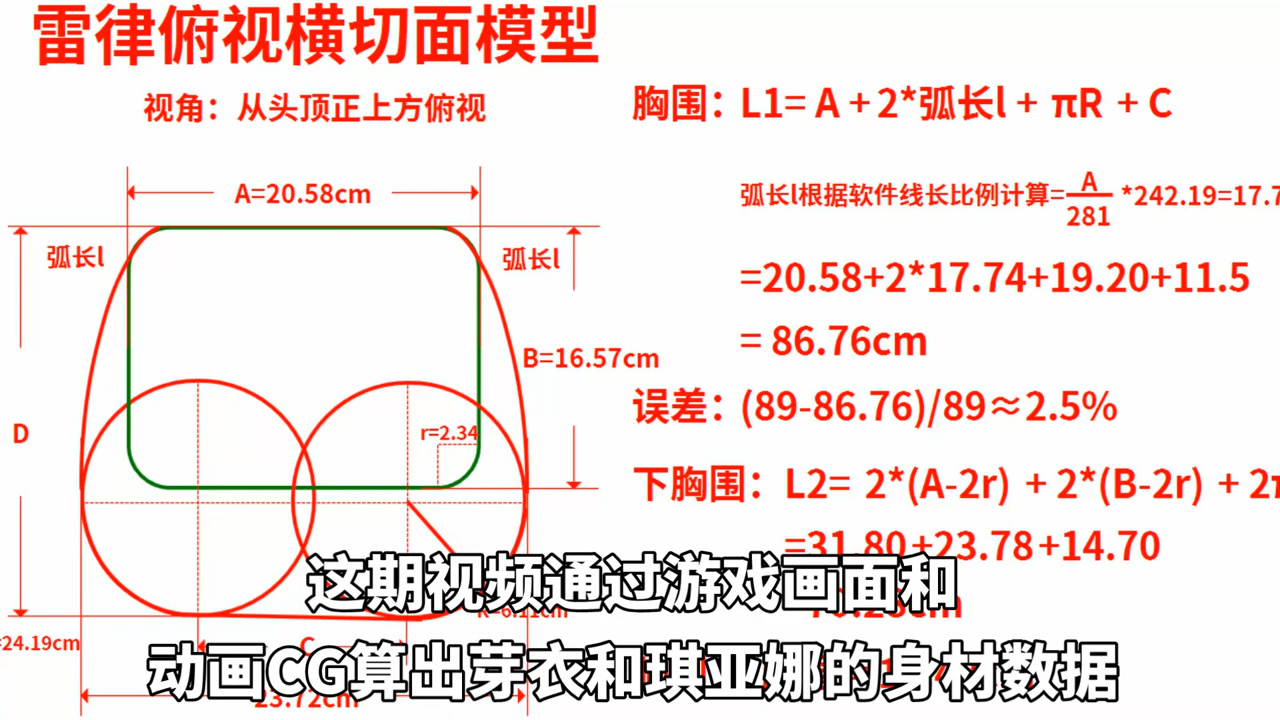 雷律俯视横切面模型
视角：从头顶正上方俯视
胸围：L1= A + 2*弧长l + πR + C
A=20.58cm
弧长l根据软件线长比例计算=A/281 *242.19=17.7
弧长l
弧长l
=20.58+2*17.74+19.20+11.5
= 86.76cm
B=16.57cm
误差：(89-86.76)/89≈2.5%
D
r=2.34
下胸围：L2= 2*(A-2r) + 2*(B-2r) + 2
=31.80+23.78+14.70
R=6.11cm
=24.19cm
C
23.72cm
这期视频通过游戏画面和
动画CG算出芽衣和琪亚娜的身材数据